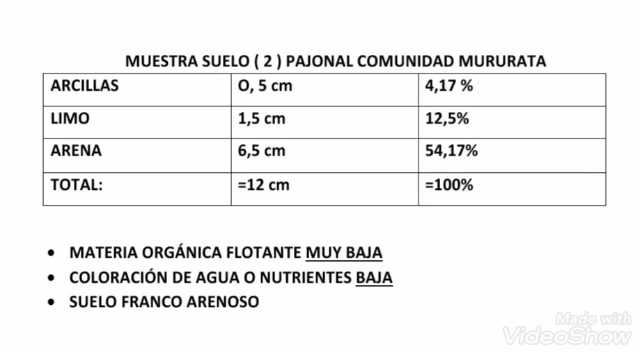 MUESTRA SUELO ( 2 ) PAJONAL COMUNIDAD MURURATA
ARCILLAS O, 5 cm 4,17 %
LIMO 1,5 cm 12,5%
ARENA 6,5 cm 54,17%
TOTAL: =12 cm =100%
• MATERIA ORGÁNICA FLOTANTE MUY BAJA
• COLORACIÓN DE AGUA O NUTRIENTES BAJA
• SUELO FRANCO ARENOSO
Made with
VideoShow